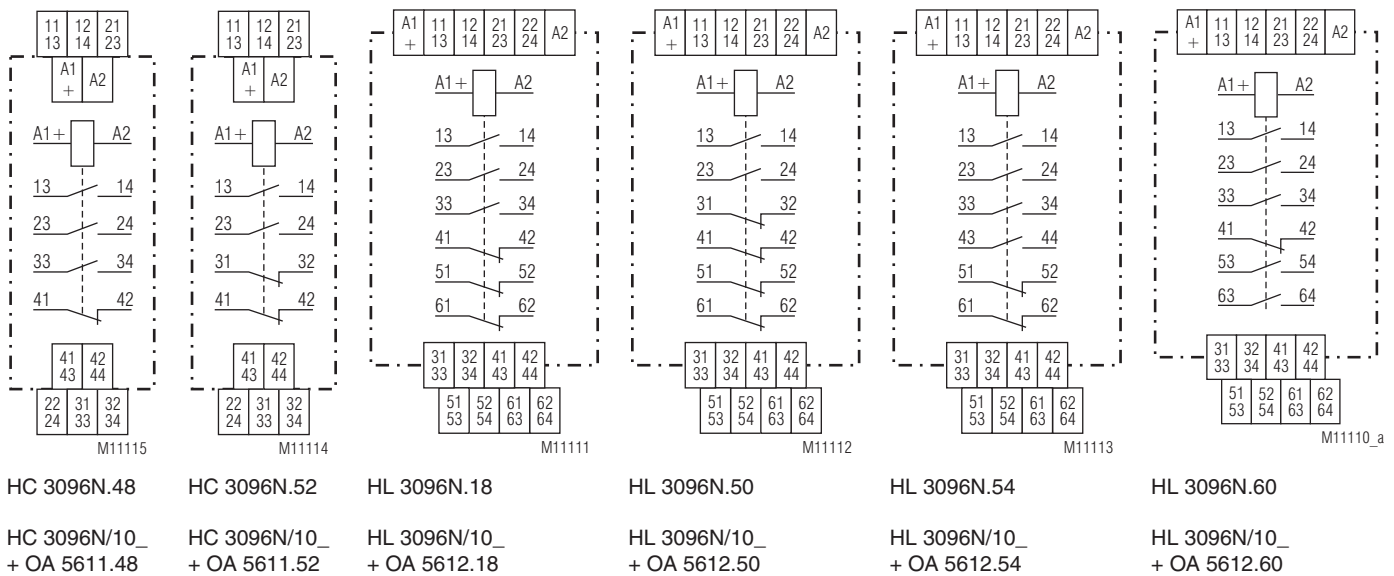 11 12 21
13 14 23
A1 A2
+
A1+ A2
13 14
23 24
33 34
41 42
41 42
43 44
22 31 32
24 33 34
M11115
HC 3096N.48
HC 3096N/10_
+ OA 5611.48
11 12 21
13 14 23
A1 A2
+
A1+ A2
13 14
23 24
31 32
41 42
41 42
43 44
22 31 32
24 33 34
M11114
HC 3096N.52
HC 3096N/10_
+ OA 5611.52
A1 11 12 21 22 A2
+ 13 14 23 24
A1+ A2
13 14
23 24
33 34
41 42
51 52
61 62
31 32 41 42
33 34 43 44
51 52 61 62
53 54 63 64
M11111
HL 3096N.18
HL 3096N/10_
+ OA 5612.18
A1 11 12 21 22 A2
+ 13 14 23 24
A1+ A2
13 14
23 24
31 32
41 42
51 52
61 62
31 32 41 42
33 34 43 44
51 52 61 62
53 54 63 64
M11112
HL 3096N.50
HL 3096N/10_
+ OA 5612.50
A1 11 12 21 22 A2
+ 13 14 23 24
A1+ A2
13 14
23 24
33 34
43 44
51 52
61 62
31 32 41 42
33 34 43 44
51 52 61 62
53 54 63 64
M11113
HL 3096N.54
HL 3096N/10_
+ OA 5612.54
A1 11 12 21 22 A2
+ 13 14 23 24
A1+ A2
13 14
23 24
33 34
41 42
53 54
63 64
31 32 41 42
33 34 43 44
51 52 61 62
53 54 63 64
M11110_a
HL 3096N.60
HL 3096N/10_
+ OA 5612.60